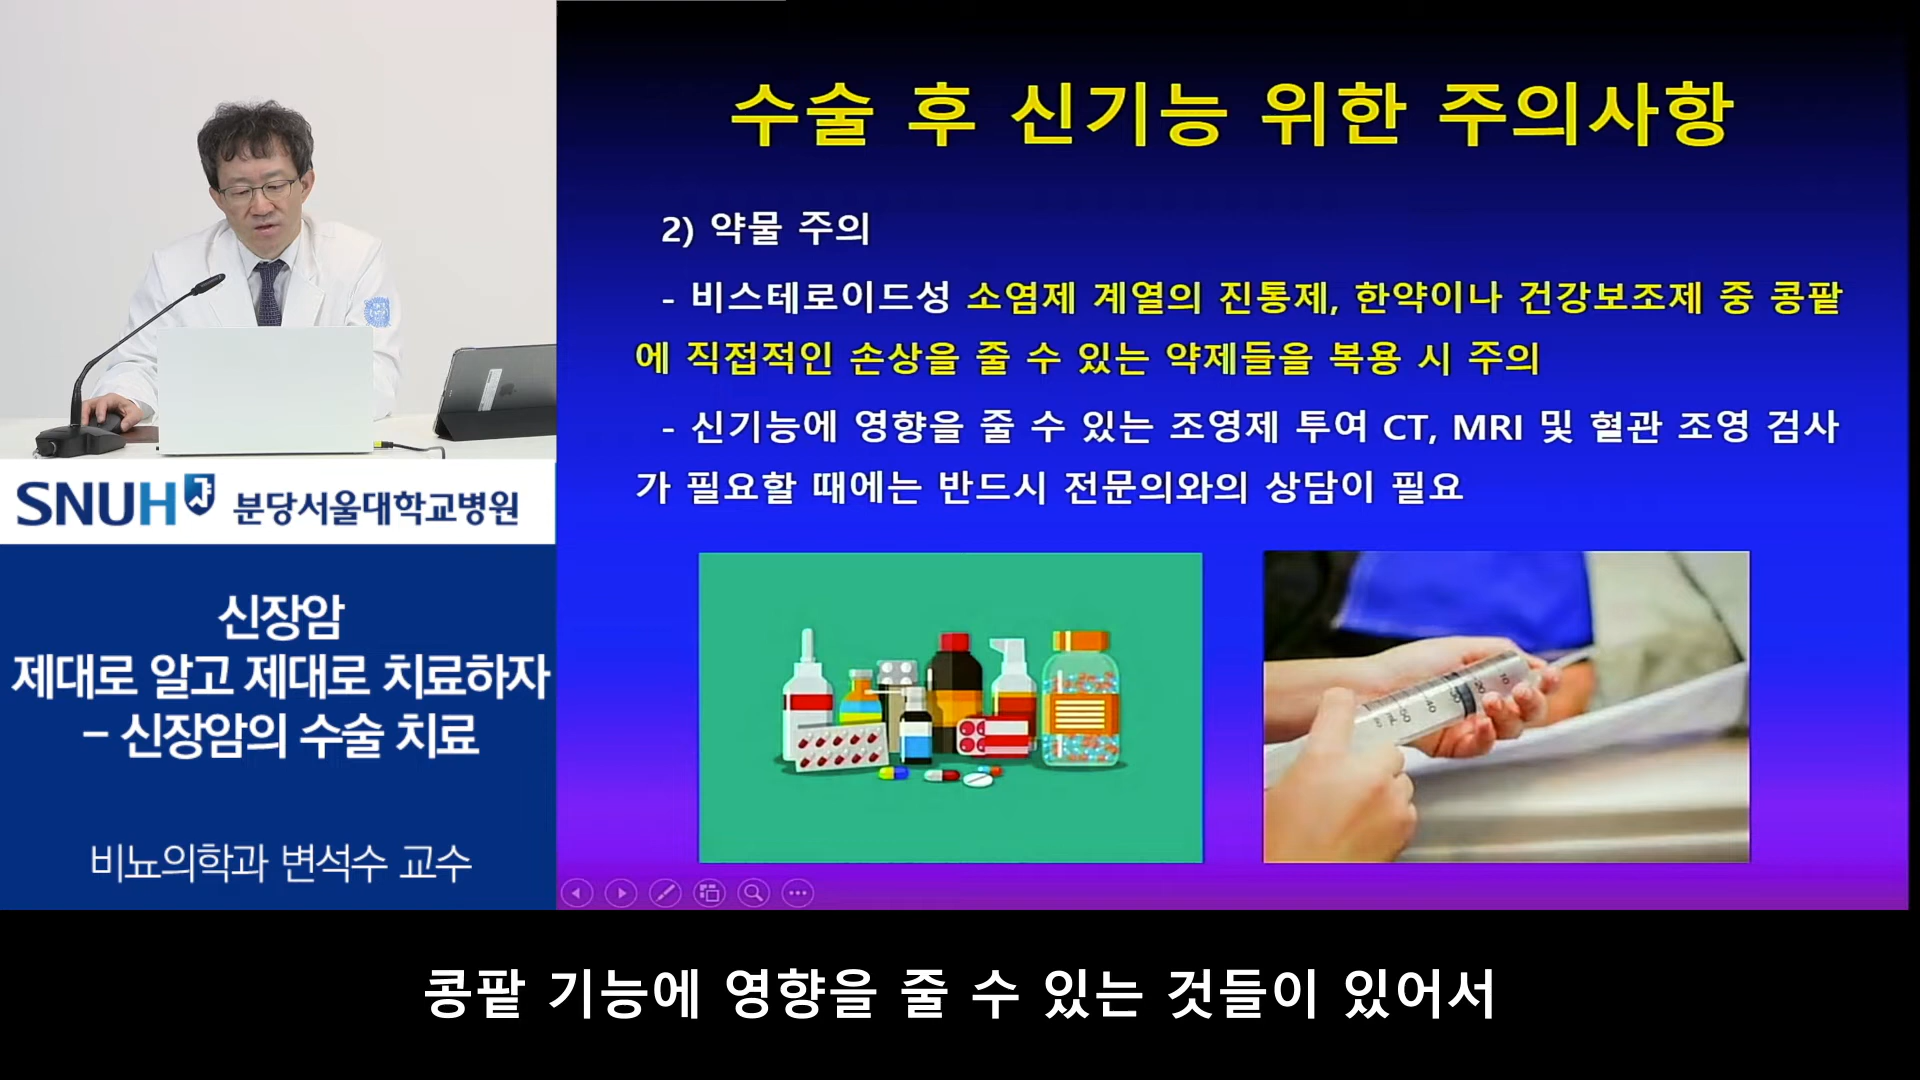 수술 후 신기능 위한 주의사항
2) 약물 주의
- 비스테로이드성 소염제 계열의 진통제, 한약이나 건강보조제 중 콩팥
에 직접적인 손상을 줄 수 있는 약제들을 복용 시 주의
- 신기능에 영향을 줄 수 있는 조영제 투여 CT, MRI 및 혈관 조영 검사
가 필요할 때에는 반드시 전문의와의 상담이 필요
SNUH 분당서울대학교병원
신장암
제대로 알고 제대로 치료하자
- 신장암의 수술 치료
비뇨의학과 변석수 교수
콩팥 기능에 영향을 줄 수 있는 것들이 있어서